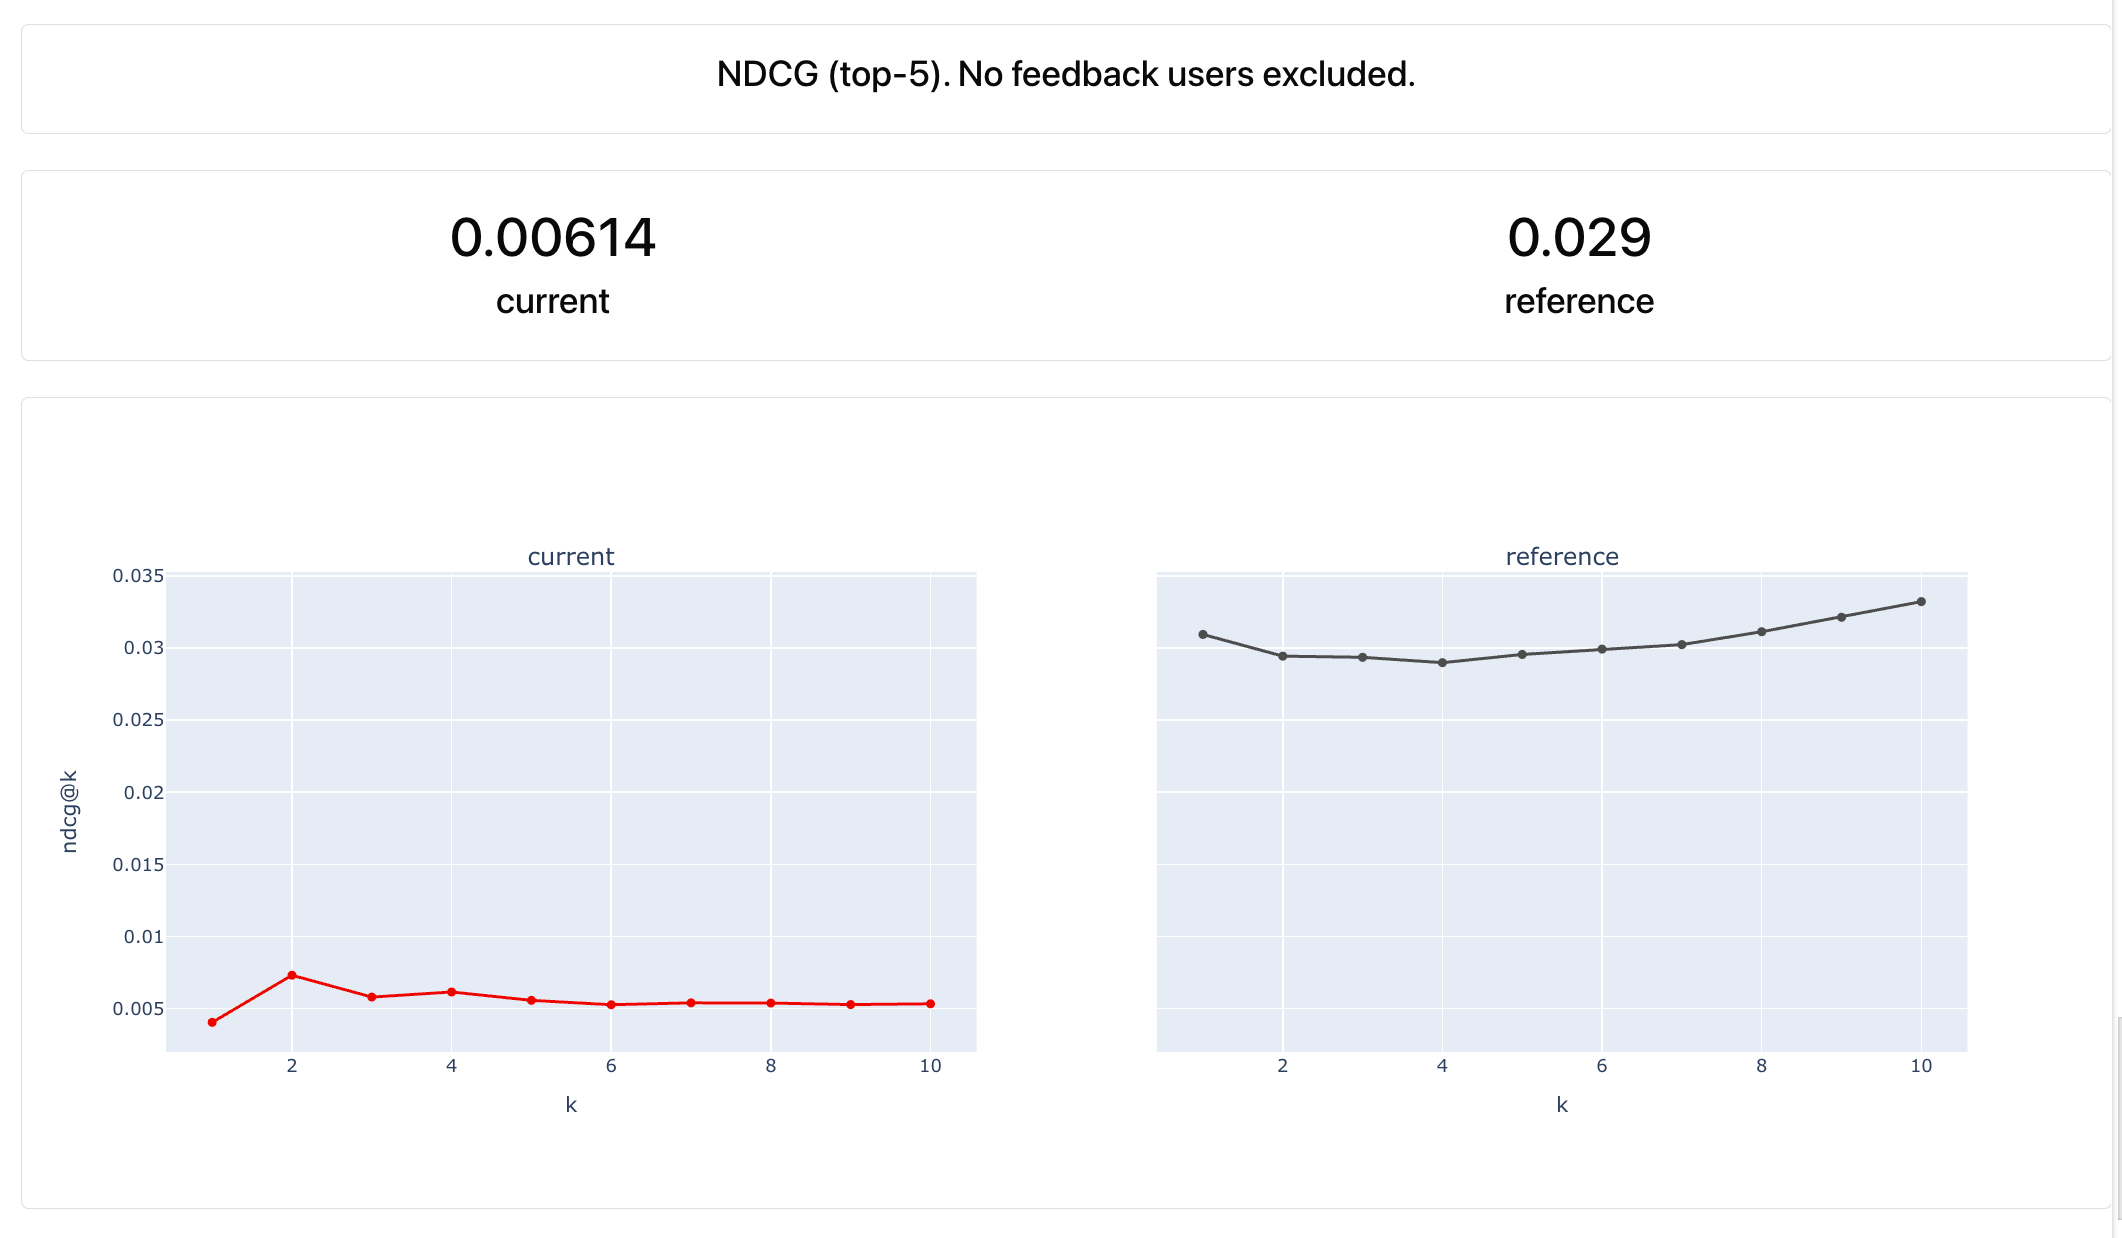 NDCG (top-5). No feedback users excluded.
0.00614
current
0.029
reference
current
0.035
0.03
0.025
0.02
0.015
0.01
0.005
ndcg@k
2 4 6 8 10
k
reference
2 4 6 8 10
k